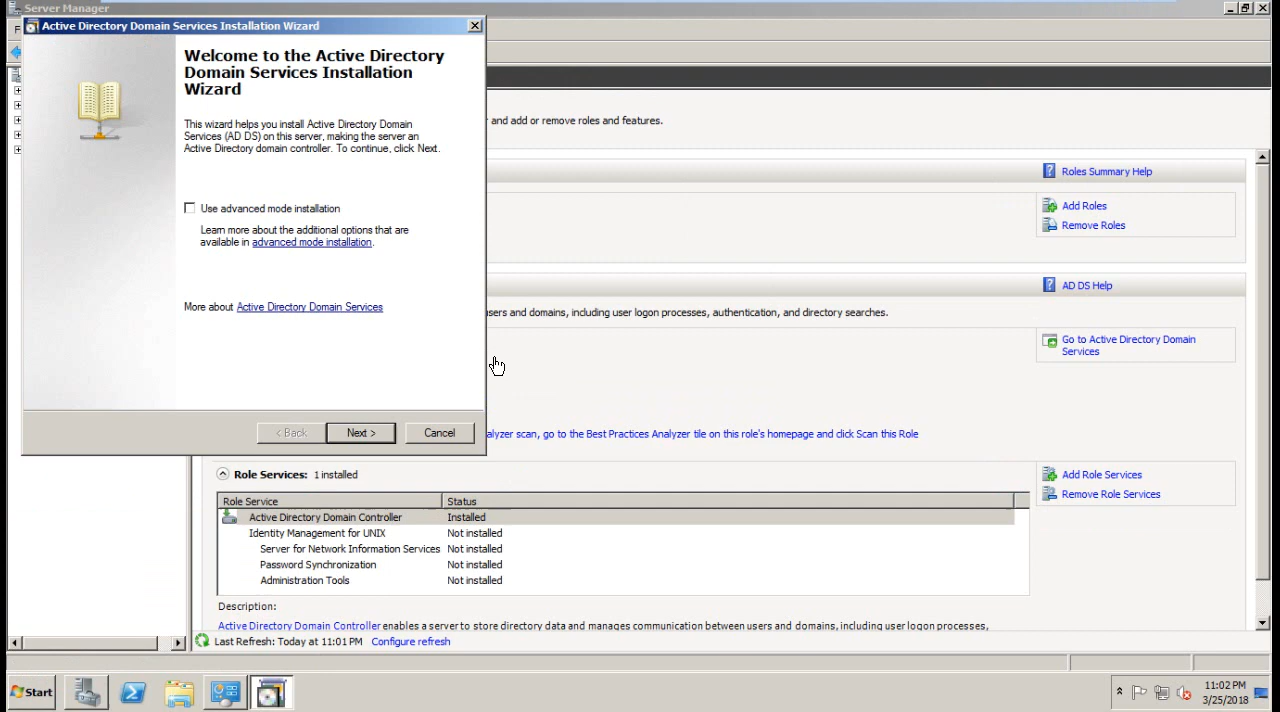 Server Manager
Active Directory Domain Services Installation Wizard
F
Welcome to the Active Directory
Domain Services Installation
Wizard
This wizard helps you install Active Directory Domain
Services (AD DS) on this server, making the server an
Active Directory domain controller. To continue, click Next.
Use advanced mode installation
Learn more about the additional options that are
available in advanced mode installation.
More about Active Directory Domain Services
< Back
Next >
Cancel
and add or remove roles and features.
Roles Summary Help
Add Roles
Remove Roles
AD DS Help
sers and domains, including user logon processes, authentication, and directory searches.
Go to Active Directory Domain
Services
alyzer scan, go to the Best Practices Analyzer tile on this role's homepage and click Scan this Role
Role Services: 1 installed
Add Role Services
Remove Role Services
Role Service Status
Active Directory Domain Controller Installed
Identity Management for UNIX Not installed
Server for Network Information Services Not installed
Password Synchronization Not installed
Administration Tools Not installed
Description:
Active Directory Domain Controller enables a server to store directory data and manages communication between users and domains, including user logon processes,
Last Refresh: Today at 11:01 PM Configure refresh
Start
11:02 PM
3/25/2018